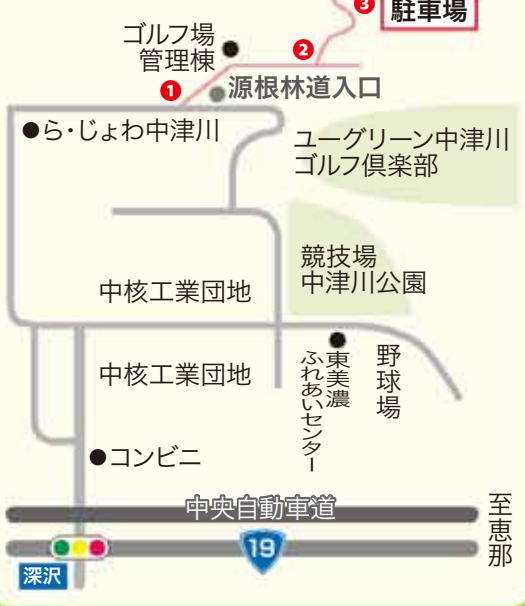 ❸
駐車場
ゴルフ場
管理棟
❷
❶
源根林道入口
ら・じょわ中津川
ユーグリーン中津川
ゴルフ倶楽部
競技場
中津川公園
中核工業団地
中核工業団地
東美濃
ふれあいセンター
野球場
コンビニ
中央自動車道
至恵那
19
深沢